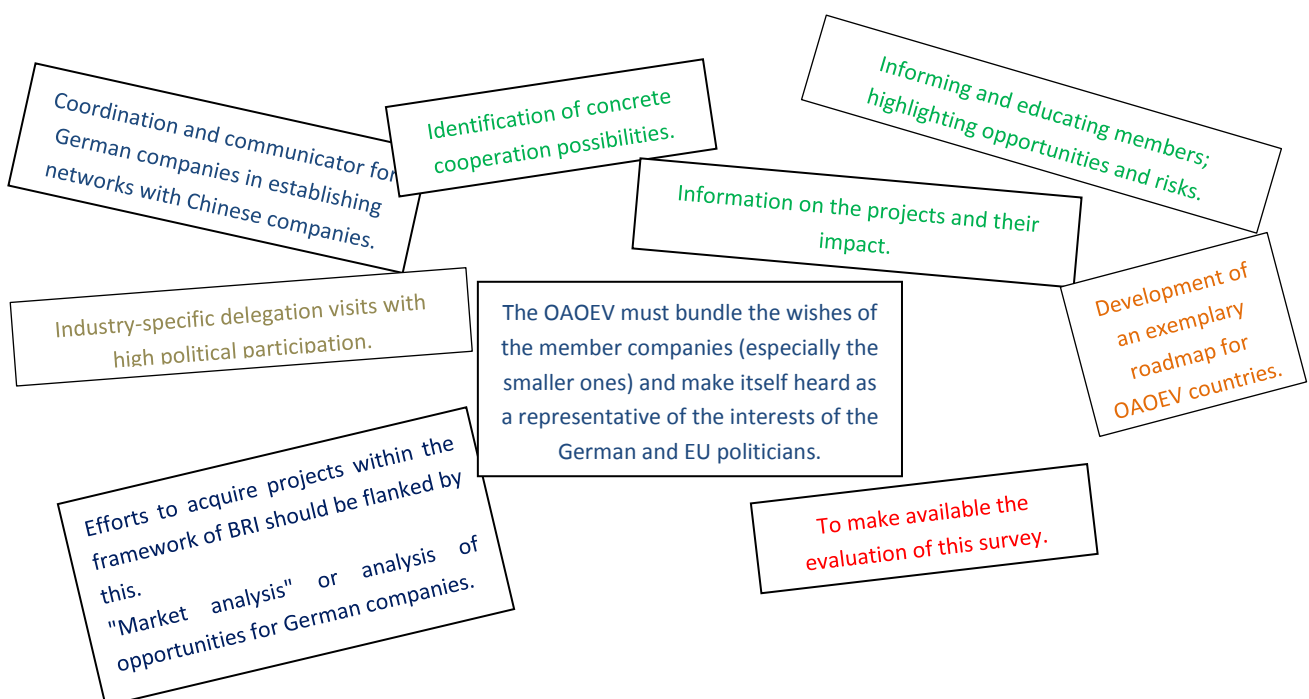 Coordination and communicator for
German companies in establishing
networks with Chinese companies.
Identification of concrete
cooperation possibilities.
Informing and educating members;
highlighting opportunities and risks.
Information on the projects and their
impact.
Industry-specific delegation visits with
high political participation.
The OAOEV must bundle the wishes of
the member companies (especially the
smaller ones) and make itself heard as
a representative of the interests of the
German and EU politicians.
Development of
an exemplary
roadmap for
OAOEV countries.
Efforts to acquire projects within the
framework of BRI should be flanked by
this.
"Market analysis" or analysis of
opportunities for German companies.
To make available the
evaluation of this survey.